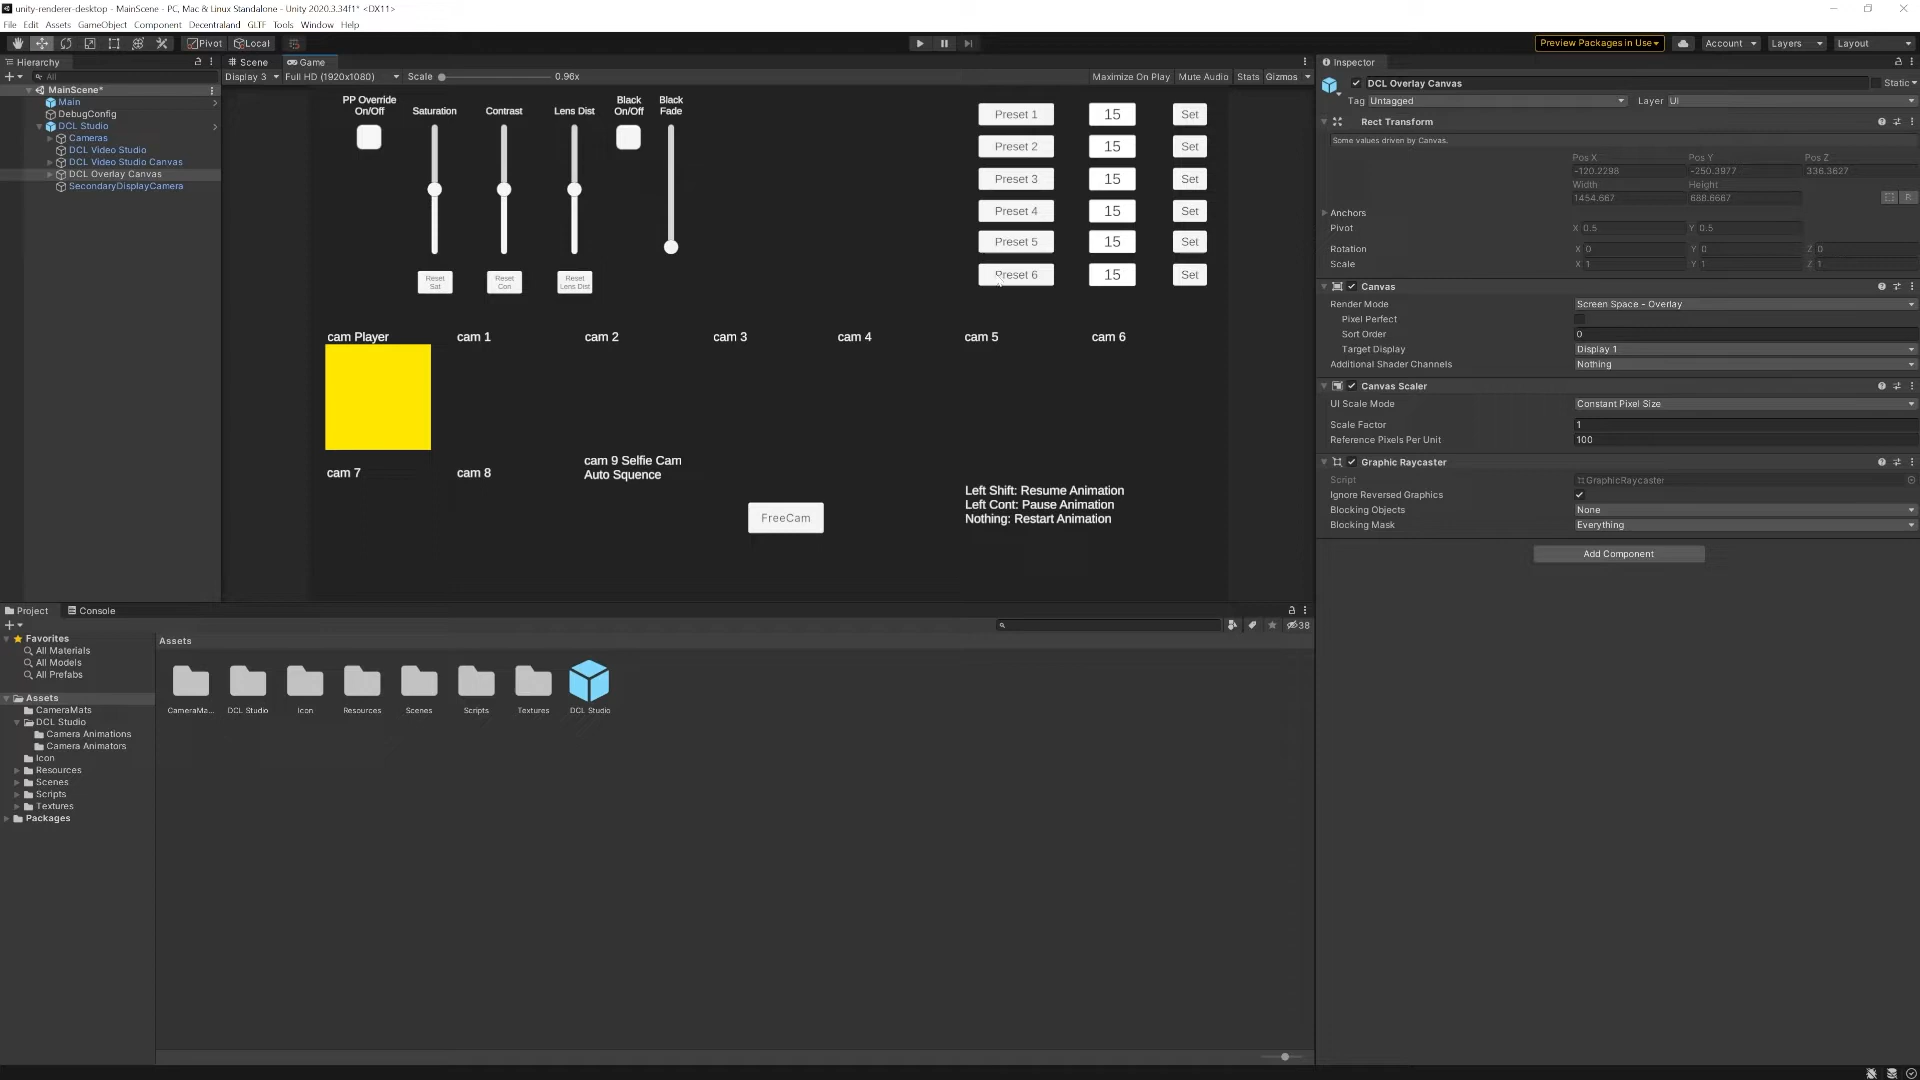 unity-renderer-desktop - MainScene - PC, Mac & Linux Standalone - Unity 2020.3.34f1* <DX11>
File Edit Assets GameObject Component Decentraland GLTF Tools Window Help
Pivot Local Preview Packages in Use Account Layers Layout
Hierarchy Scene Game Inspector
All
Display 3 Full HD (1920x1080) Scale 0.96x Maximize On Play Mute Audio Stats Gizmos
MainScene*
Main
DebugConfig
DCL Studio
Cameras
DCL Video Studio
DCL Video Studio Canvas
DCL Overlay Canvas
SecondaryDisplayCamera
PP Override
On/Off
Saturation
Contrast
Lens Dist
Black
On/Off
Black
Fade
Reset
Sat
Reset
Con
Reset
Lens Dist
Preset 1 15 Set
Preset 2 15 Set
Preset 3 15 Set
Preset 4 15 Set
Preset 5 15 Set
Preset 6 15 Set
cam Player cam 1 cam 2 cam 3 cam 4 cam 5 cam 6
cam 7 cam 8
cam 9 Selfie Cam
Auto Squence
FreeCam
Left Shift: Resume Animation
Left Cont: Pause Animation
Nothing: Restart Animation
DCL Overlay Canvas Static
Tag Untagged Layer UI
Rect Transform
Some values driven by Canvas.
Pos X Pos Y Pos Z
-120.2298 -250.3977 336.3627
Width Height
1454.667 688.6667
R
Anchors
Pivot X 0.5 Y 0.5
Rotation X 0 Y 0 Z 0
Scale X 1 Y 1 Z 1
Canvas
Render Mode Screen Space - Overlay
Pixel Perfect
Sort Order 0
Target Display Display 1
Additional Shader Channels Nothing
Canvas Scaler
UI Scale Mode Constant Pixel Size
Scale Factor 1
Reference Pixels Per Unit 100
Graphic Raycaster
Script GraphicRaycaster
Ignore Reversed Graphics
Blocking Objects None
Blocking Mask Everything
Add Component
Project Console
38
Favorites
All Materials
All Models
All Prefabs
Assets
CameraMats
DCL Studio
Camera Animations
Camera Animators
Icon
Resources
Scenes
Scripts
Textures
Packages
Assets
CameraMa... DCL Studio Icon Resources Scenes Scripts Textures DCL Studio